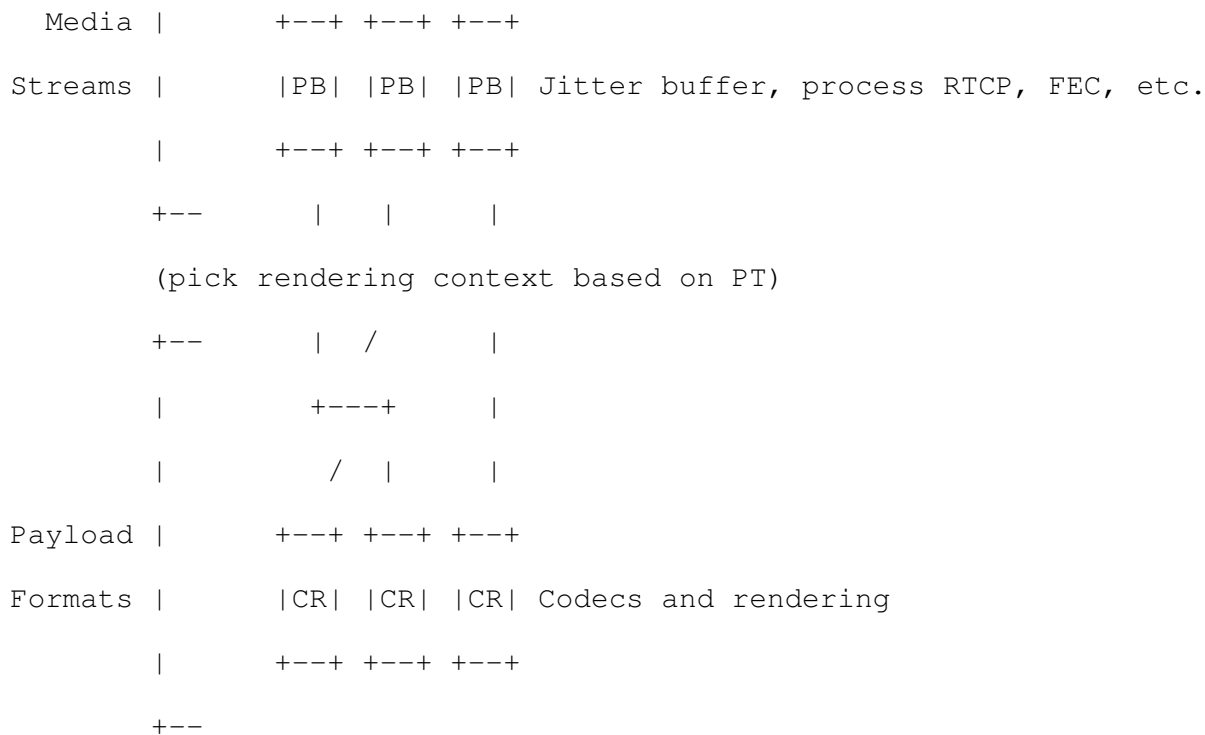 Media |      +--+ +--+ +--+
Streams |      |PB| |PB| |PB| Jitter buffer, process RTCP, FEC, etc.
        |      +--+ +--+ +--+
        +--      |   |     |
        (pick rendering context based on PT)
        +--      |  /      |
        |        +---+     |
        |         /  |     |
Payload |      +--+ +--+ +--+
Formats |      |CR| |CR| |CR| Codecs and rendering
        |      +--+ +--+ +--+
        +--